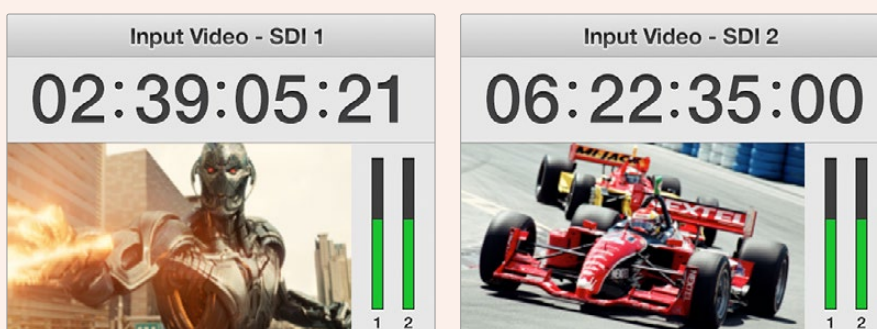 Input Video - SDI 1
02:39:05:21
1 2
Input Video - SDI 2
06:22:35:00
NEXTEL
1 2